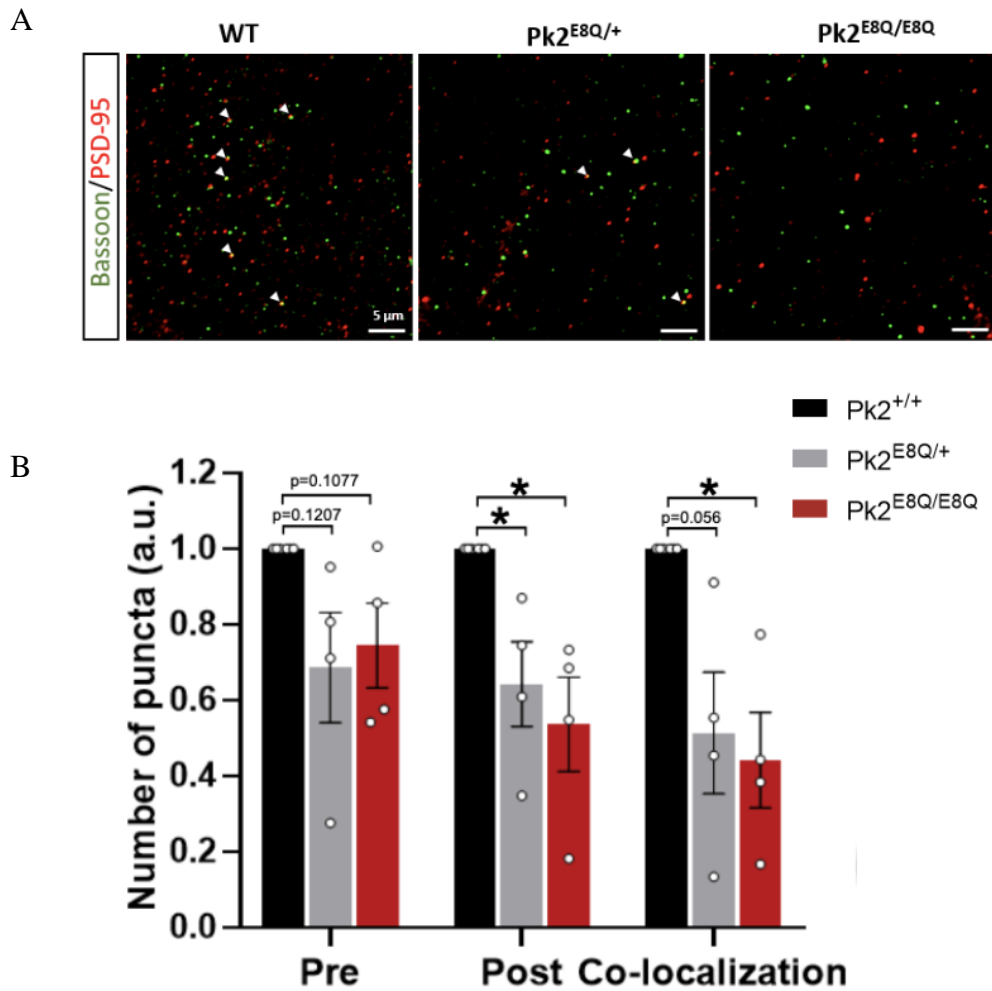 A
WT
Pk2E8Q/+
Pk2E8Q/E8Q
Bassoon/PSD-95
5 µm
Pk2+/+
Pk2E8Q/+
Pk2E8Q/E8Q
B
Number of puncta (a.u.)
1.2
1.0
0.8
0.6
0.4
0.2
0.0
p=0.1077
p=0.1207
*
*
*
p=0.056
Pre Post Co-localization